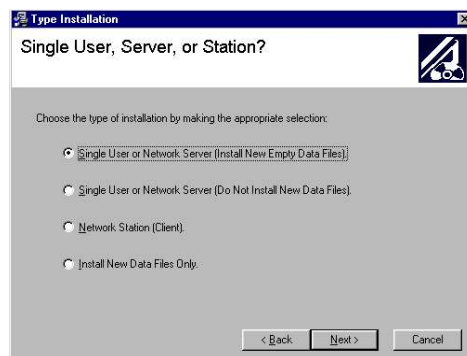 Type Installation
Single User, Server, or Station?
Choose the type of installation by making the appropriate selection:
Single User or Network Server (Install New Empty Data Files).
Single User or Network Server (Do Not Install New Data Files).
Network Station (Client).
Install New Data Files Only.
< Back
Next >
Cancel